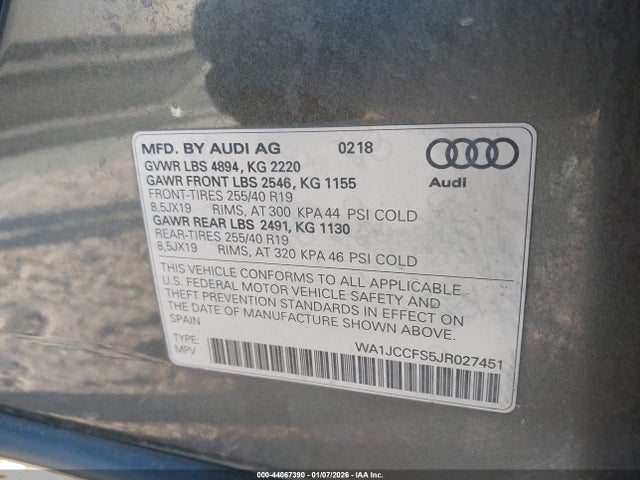 MFD. BY AUDI AG 0218
GVWR LBS 4894, KG 2220
GAWR FRONT LBS 2546, KG 1155
FRONT-TIRES 255/40 R19
8,5JX19 RIMS, AT 300 KPA 44 PSI COLD
GAWR REAR LBS 2491, KG 1130
REAR-TIRES 255/40 R19
8,5JX19 RIMS, AT 320 KPA 46 PSI COLD
Audi
THIS VEHICLE CONFORMS TO ALL APPLICABLE
U.S. FEDERAL MOTOR VEHICLE SAFETY AND
THEFT PREVENTION STANDARDS IN EFFECT ON
THE DATE OF MANUFACTURE SHOWN ABOVE.
SPAIN
TYPE: WA1JCCFS5JR027451
MPV
000-44067390 | 01/07/2026 | IAA Inc.